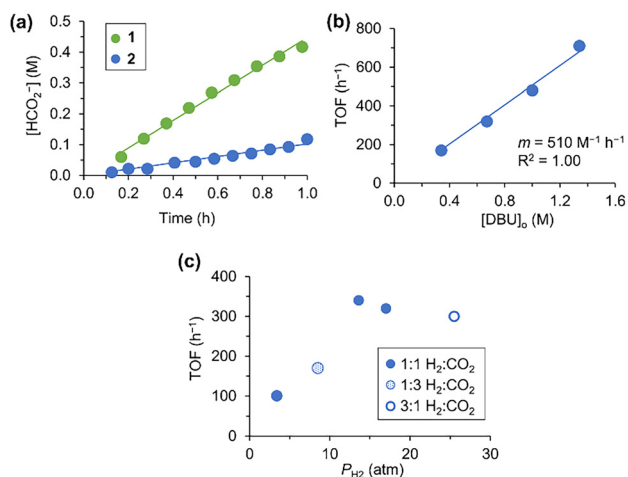 (a)
[HCO₂⁻] (M)
0.5
0.4
0.3
0.2
0.1
0.0
1
2
0.0 0.2 0.4 0.6 0.8 1.0
Time (h)
(b)
TOF (h⁻¹)
800
600
400
200
0
m = 510 M⁻¹ h⁻¹
R² = 1.00
0.0 0.4 0.8 1.2 1.6
[DBU]ₒ (M)
(c)
TOF (h⁻¹)
400
300
200
100
0
1:1 H₂:CO₂
1:3 H₂:CO₂
3:1 H₂:CO₂
0 10 20 30
P_H2 (atm)